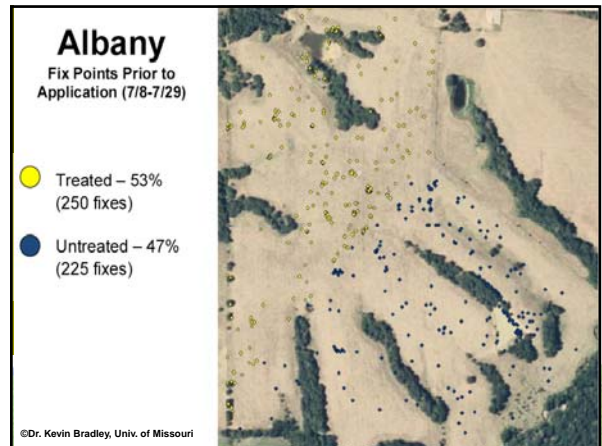 Albany
Fix Points Prior to
Application (7/8-7/29)
Treated – 53%
(250 fixes)
Untreated – 47%
(225 fixes)
©Dr. Kevin Bradley, Univ. of Missouri